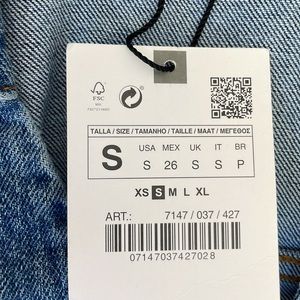 FSC
TALLA / SIZE / TAMANHO / TAILLE / MAAT / ΜΕΓΕΘΟΣ
S
USA MEX UK IT BR
S 26 S S P
XS S M L XL
ART.: 7147 / 037 / 427
07147037427028